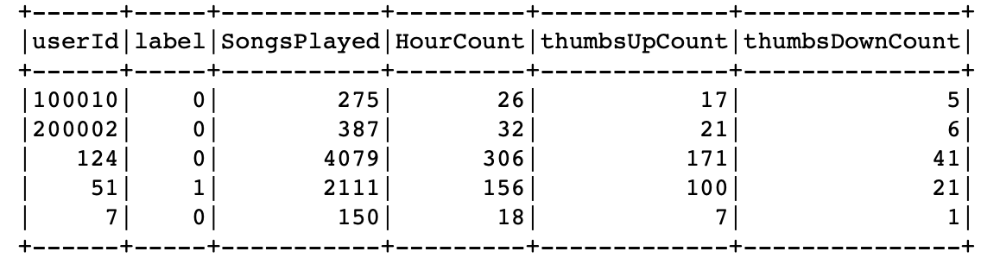 +------+-----+-----------+---------+-------------+---------------+
|userId|label|SongsPlayed|HourCount|thumbsUpCount|thumbsDownCount|
+------+-----+-----------+---------+-------------+---------------+
|100010|    0|        275|       26|           17|              5|
|200002|    0|        387|       32|           21|              6|
|   124|    0|       4079|      306|          171|             41|
|    51|    1|       2111|      156|          100|             21|
|     7|    0|        150|       18|            7|              1|
+------+-----+-----------+---------+-------------+---------------+